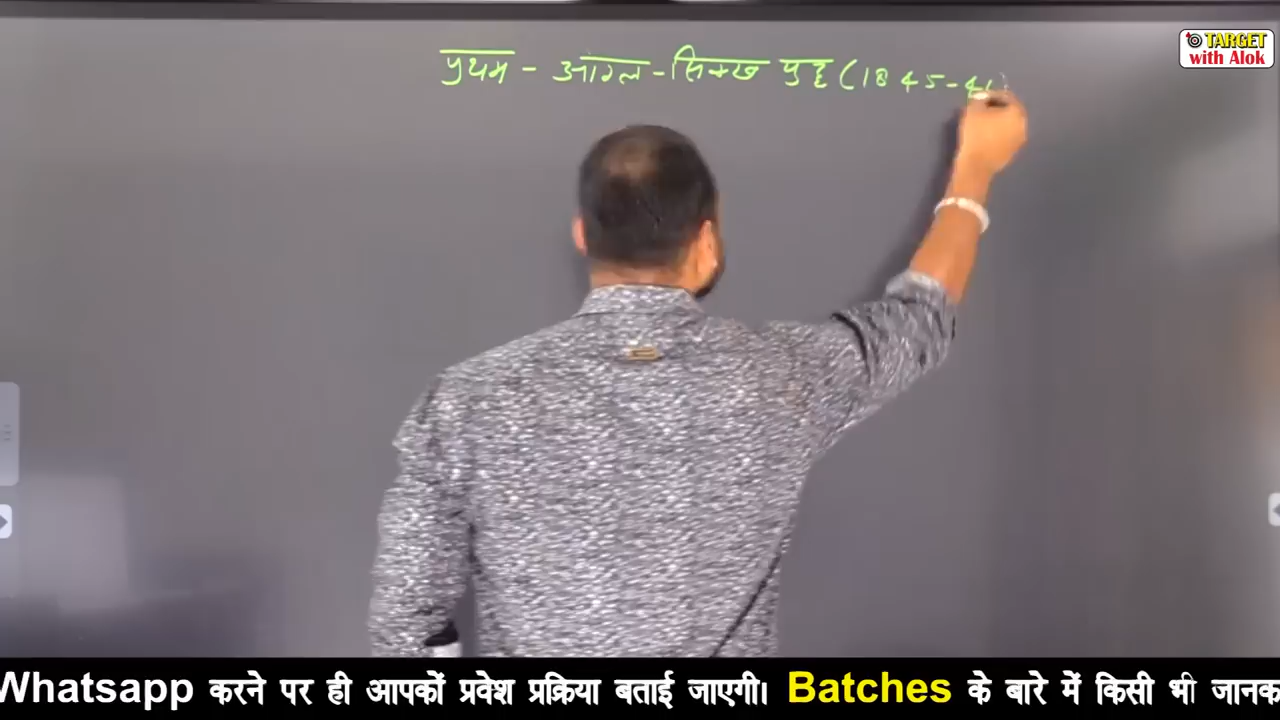 TARGET
with Alok
प्रथम - आंग्ल - सिक्ख युद्ध (1845-46)
Whatsapp करने पर ही आपकों प्रवेश प्रक्रिया बताई जाएगी। Batches के बारे में किसी भी जानक